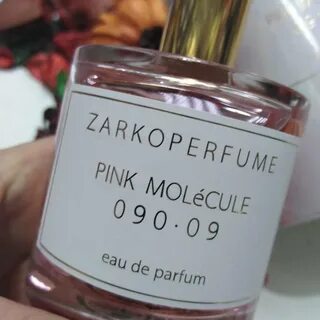 ZARKOPERFUME
PINK MOLéCULE
090·09
eau de parfum